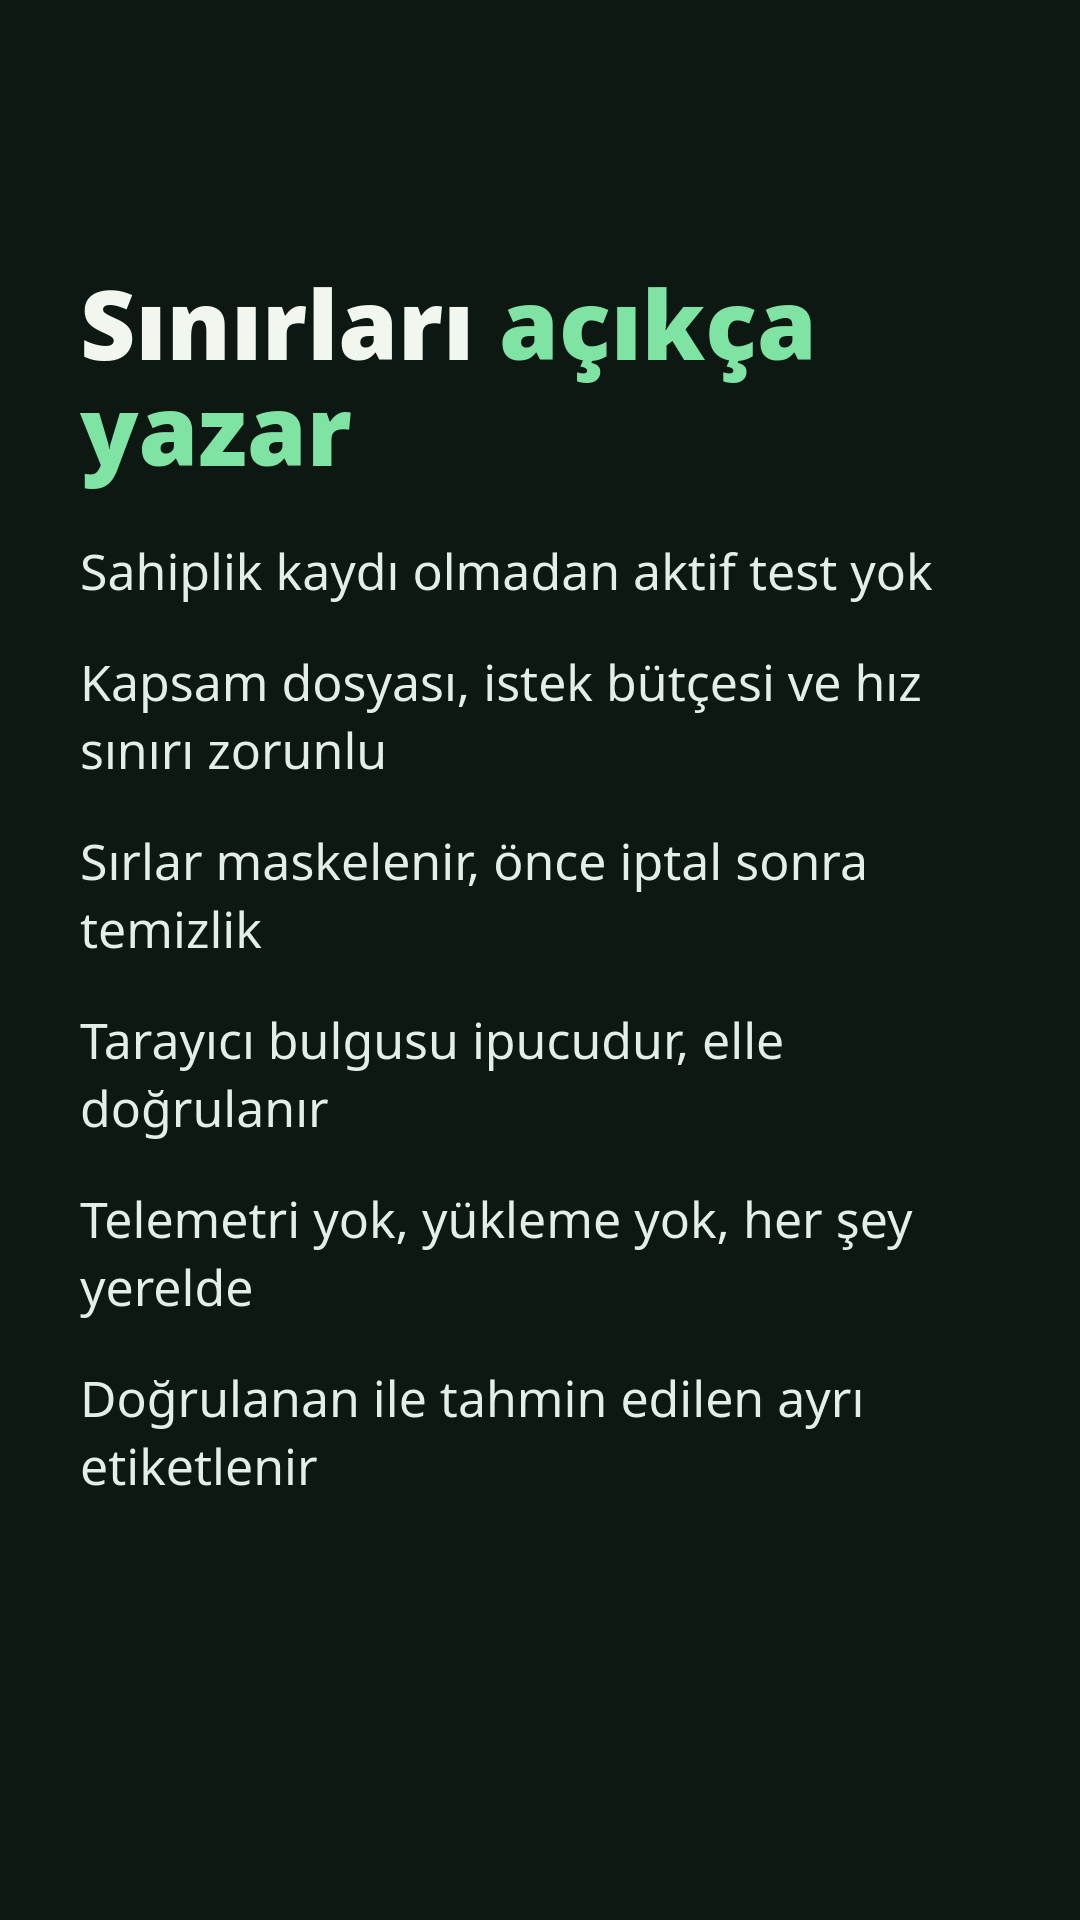 Sınırları açıkça
yazar
Sahiplik kaydı olmadan aktif test yok
Kapsam dosyası, istek bütçesi ve hız
sınırı zorunlu
Sırlar maskelenir, önce iptal sonra
temizlik
Tarayıcı bulgusu ipucudur, elle
doğrulanır
Telemetri yok, yükleme yok, her şey
yerelde
Doğrulanan ile tahmin edilen ayrı
etiketlenir